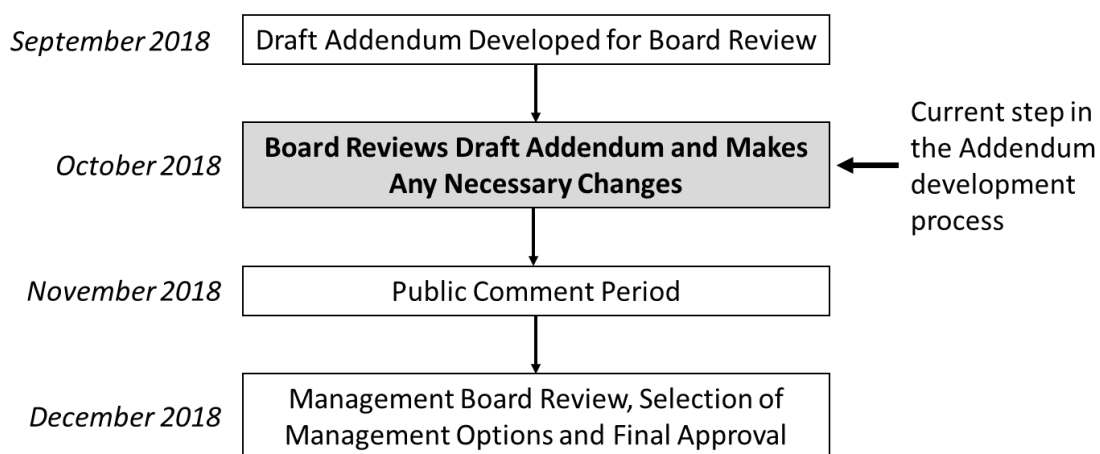 September 2018
Draft Addendum Developed for Board Review
October 2018
Board Reviews Draft Addendum and Makes
Any Necessary Changes
Current step in
the Addendum
development
process
November 2018
Public Comment Period
December 2018
Management Board Review, Selection of
Management Options and Final Approval